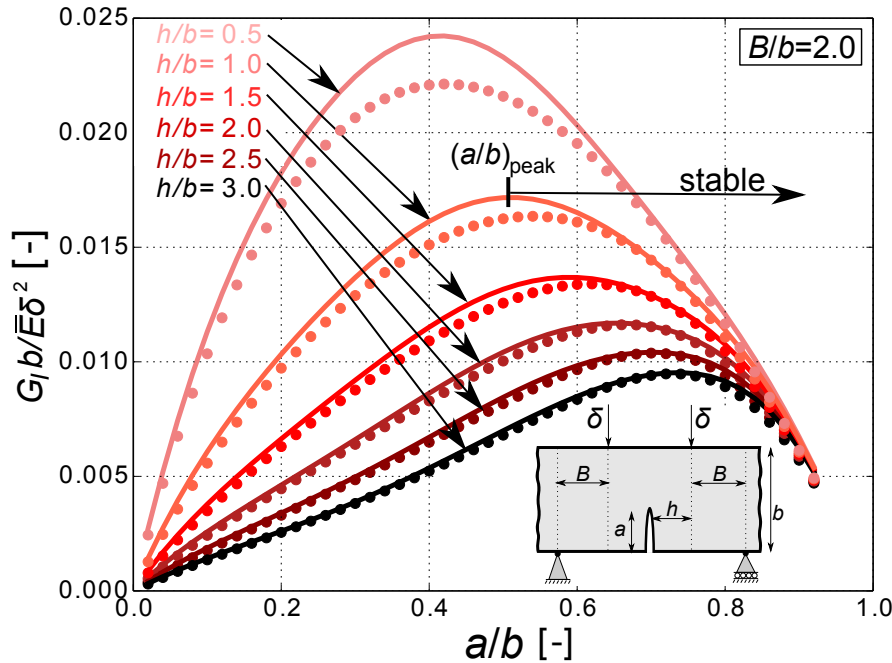 0.025
0.020
0.015
0.010
0.005
0.000
G_I b/Ēδ² [-]
h/b= 0.5
h/b= 1.0
h/b= 1.5
h/b= 2.0
h/b= 2.5
h/b= 3.0
B/b=2.0
(a/b)peak
stable
δ δ
B B
a h b
0.0 0.2 0.4 0.6 0.8 1.0
a/b [-]